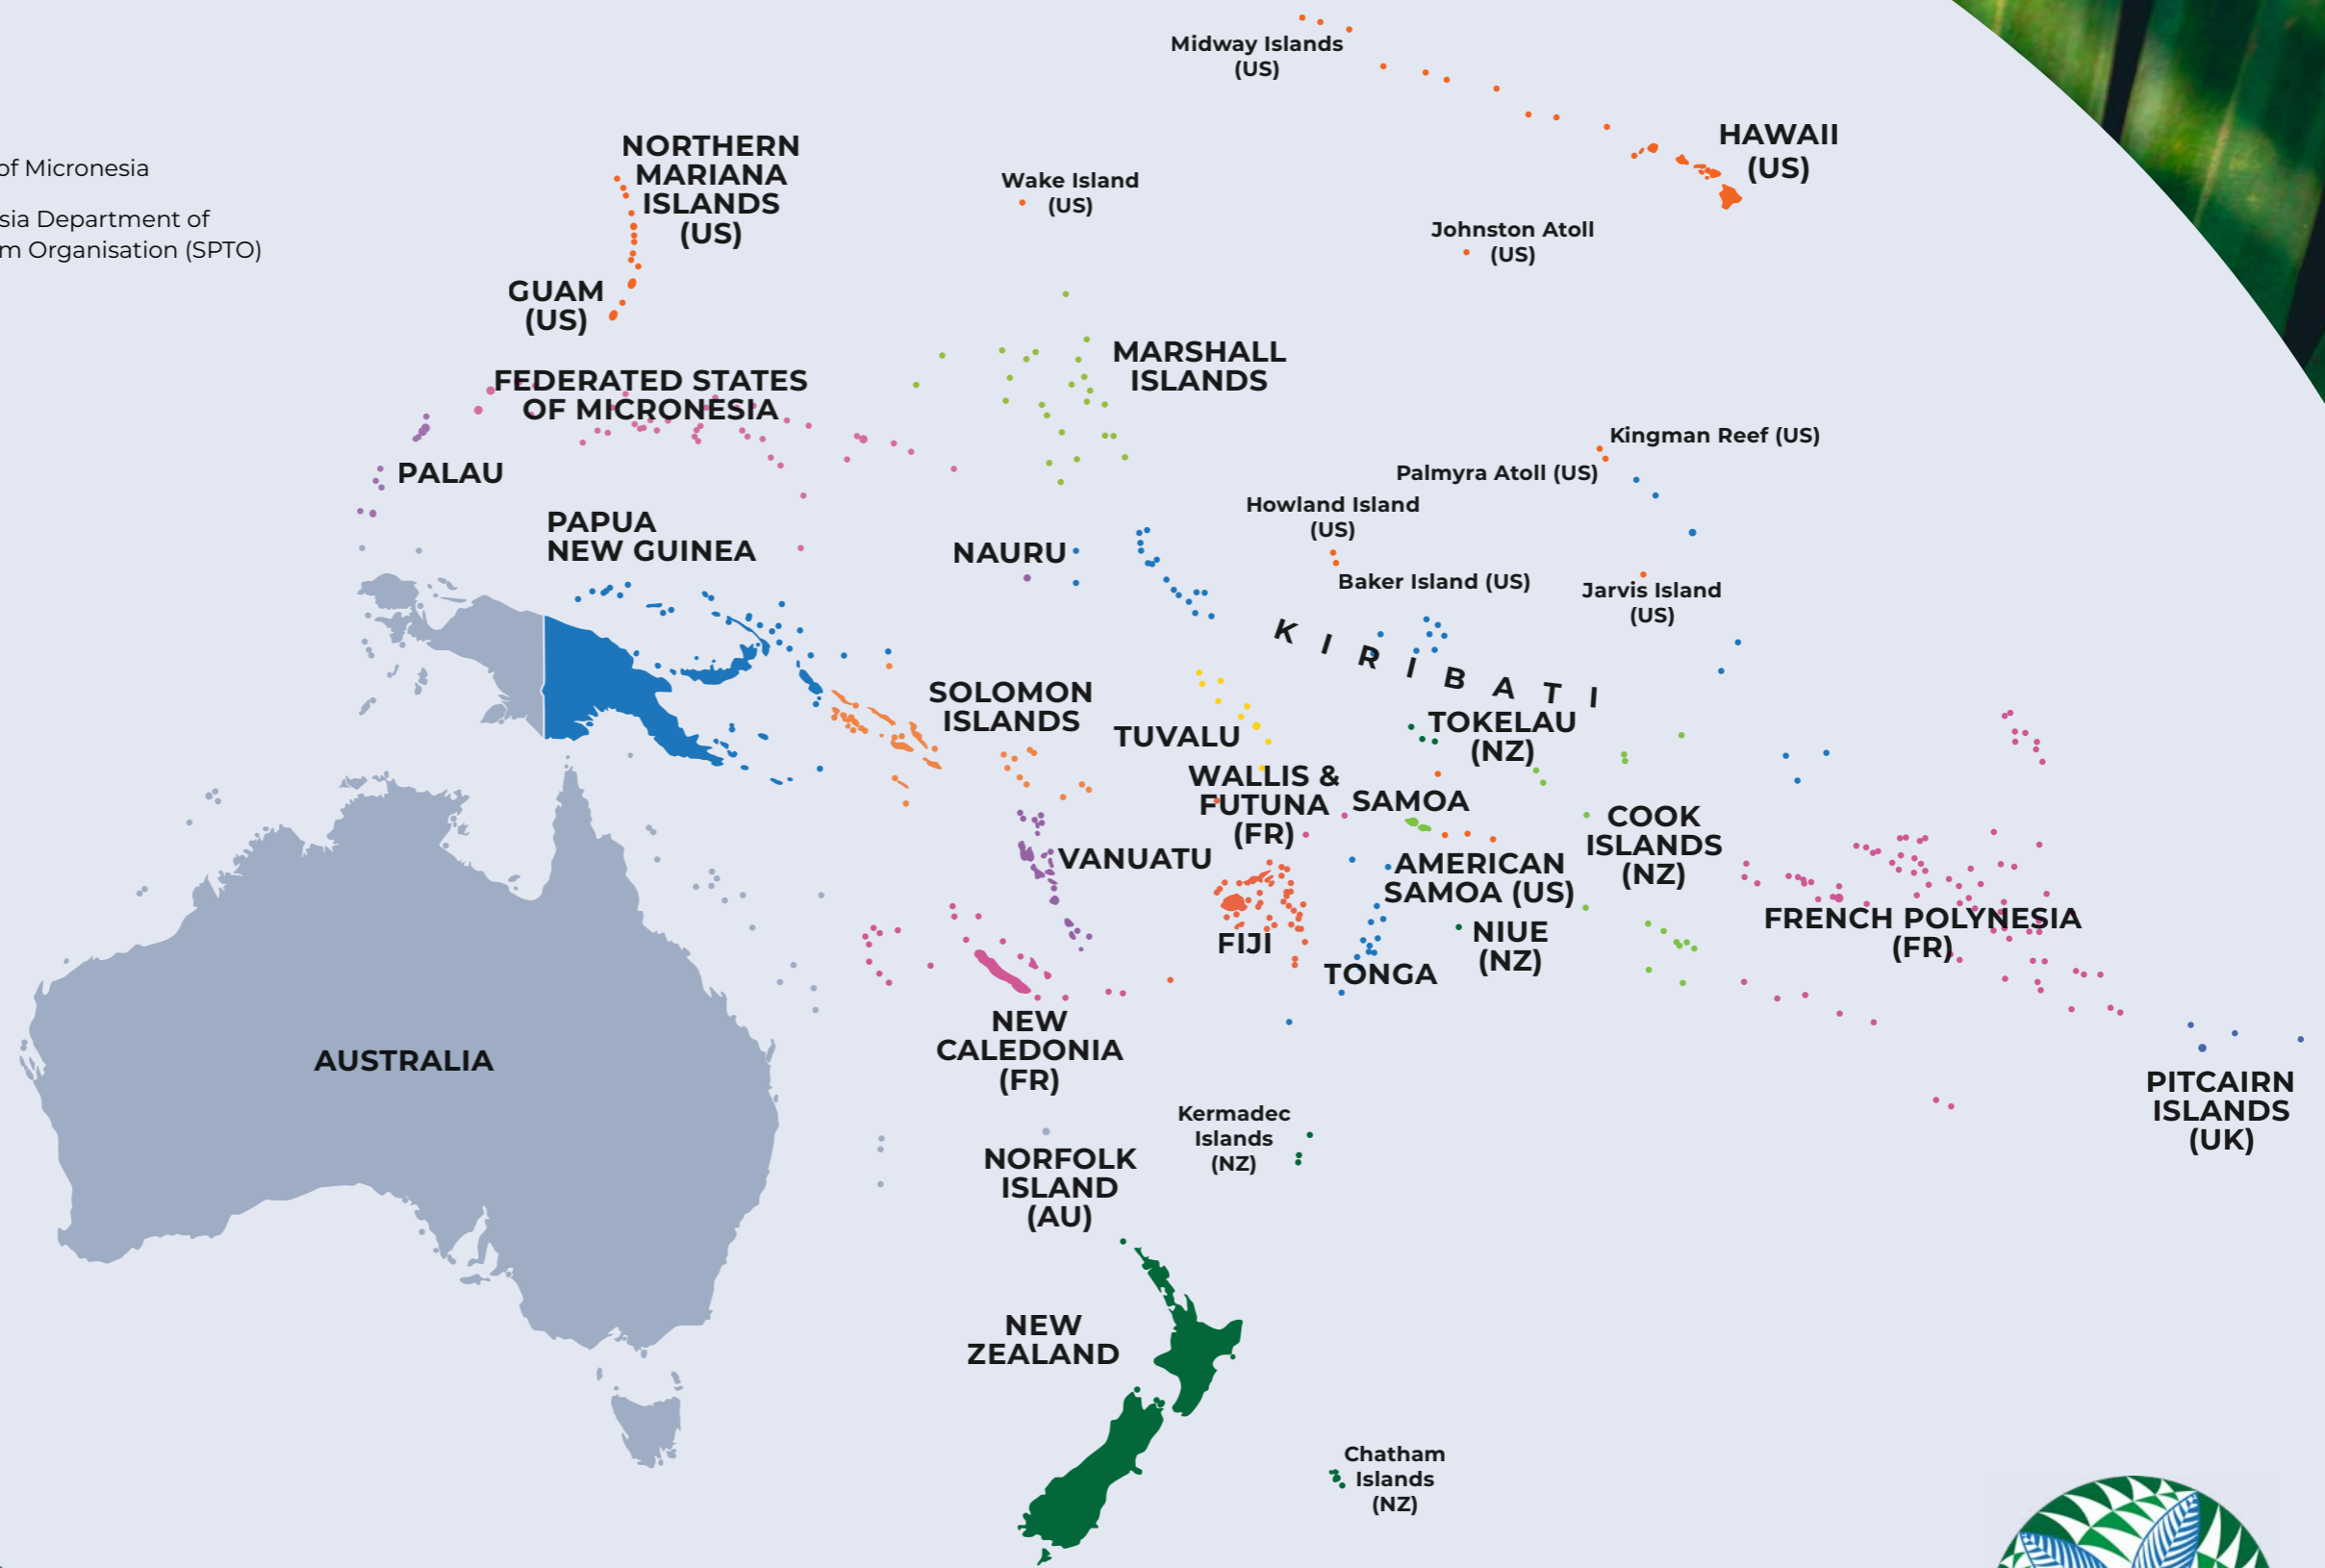 of Micronesia
sia Department of
m Organisation (SPTO)
Midway Islands
(US)
HAWAII
(US)
NORTHERN
MARIANA
ISLANDS
(US)
Wake Island
(US)
Johnston Atoll
(US)
GUAM
(US)
MARSHALL
ISLANDS
FEDERATED STATES
OF MICRONESIA
Kingman Reef (US)
PALAU
Palmyra Atoll (US)
Howland Island
(US)
PAPUA
NEW GUINEA
NAURU
Baker Island (US)
Jarvis Island
(US)
KIRIBATI
SOLOMON
ISLANDS
TUVALU
TOKELAU
(NZ)
WALLIS &
FUTUNA
(FR)
SAMOA
COOK
ISLANDS
(NZ)
VANUATU
AMERICAN
SAMOA (US)
FRENCH POLYNESIA
(FR)
FIJI
NIUE
(NZ)
TONGA
NEW
CALEDONIA
(FR)
AUSTRALIA
PITCAIRN
ISLANDS
(UK)
Kermadec
Islands
(NZ)
NORFOLK
ISLAND
(AU)
NEW
ZEALAND
Chatham
Islands
(NZ)